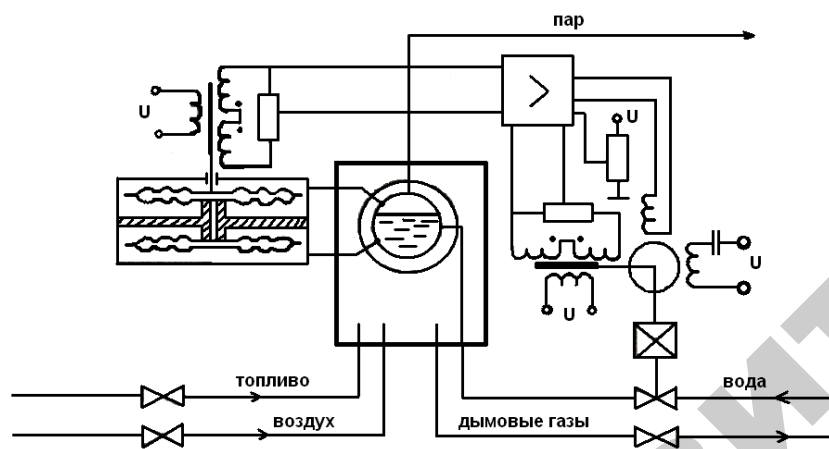 пар
U
U
U
U
топливо
вода
воздух
дымовые газы